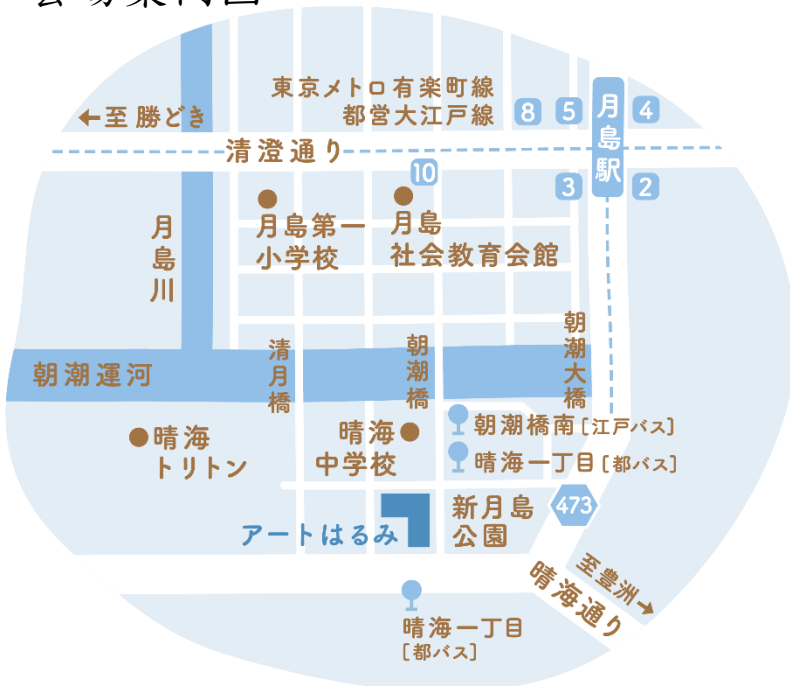 会場案内図
東京メトロ有楽町線
都営大江戸線
8
5
月島駅
4
←至 勝どき
清澄通り
10
3
2
月島第一
小学校
月島
社会教育会館
月島川
朝潮運河
清月橋
朝潮橋
朝潮大橋
朝潮橋南[江戸バス]
晴海一丁目[都バス]
晴海
トリトン
晴海
中学校
新月島
公園
473
アートはるみ
至豊洲→
晴海通り
晴海一丁目
[都バス]